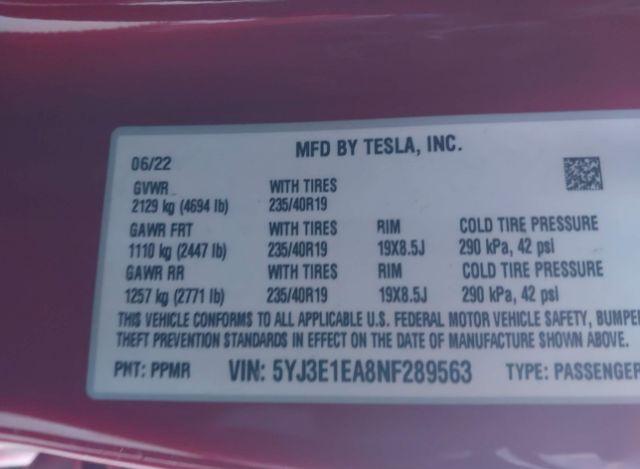 MFD BY TESLA, INC.
06/22
GVWR WITH TIRES
2129 kg (4694 lb) 235/40R19
GAWR FRT WITH TIRES RIM COLD TIRE PRESSURE
1110 kg (2447 lb) 235/40R19 19X8.5J 290 kPa, 42 psi
GAWR RR WITH TIRES RIM COLD TIRE PRESSURE
1257 kg (2771 lb) 235/40R19 19X8.5J 290 kPa, 42 psi
THIS VEHICLE CONFORMS TO ALL APPLICABLE U.S. FEDERAL MOTOR VEHICLE SAFETY, BUMPE
THEFT PREVENTION STANDARDS IN EFFECT ON THE DATE OF MANUFACTURE SHOWN ABOVE.
PNT: PPMR VIN: 5YJ3E1EA8NF289563 TYPE: PASSENGER